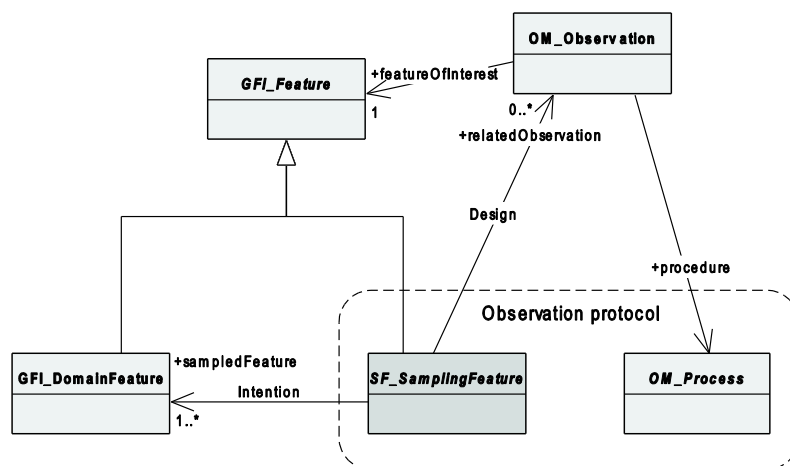 OM_Observation
GFI_Feature
+featureOfInterest
1
0..*
+relatedObservation
Design
+procedure
Observation protocol
GFI_DomainFeature
+sampledFeature
SF_SamplingFeature
OM_Process
Intention
1..*